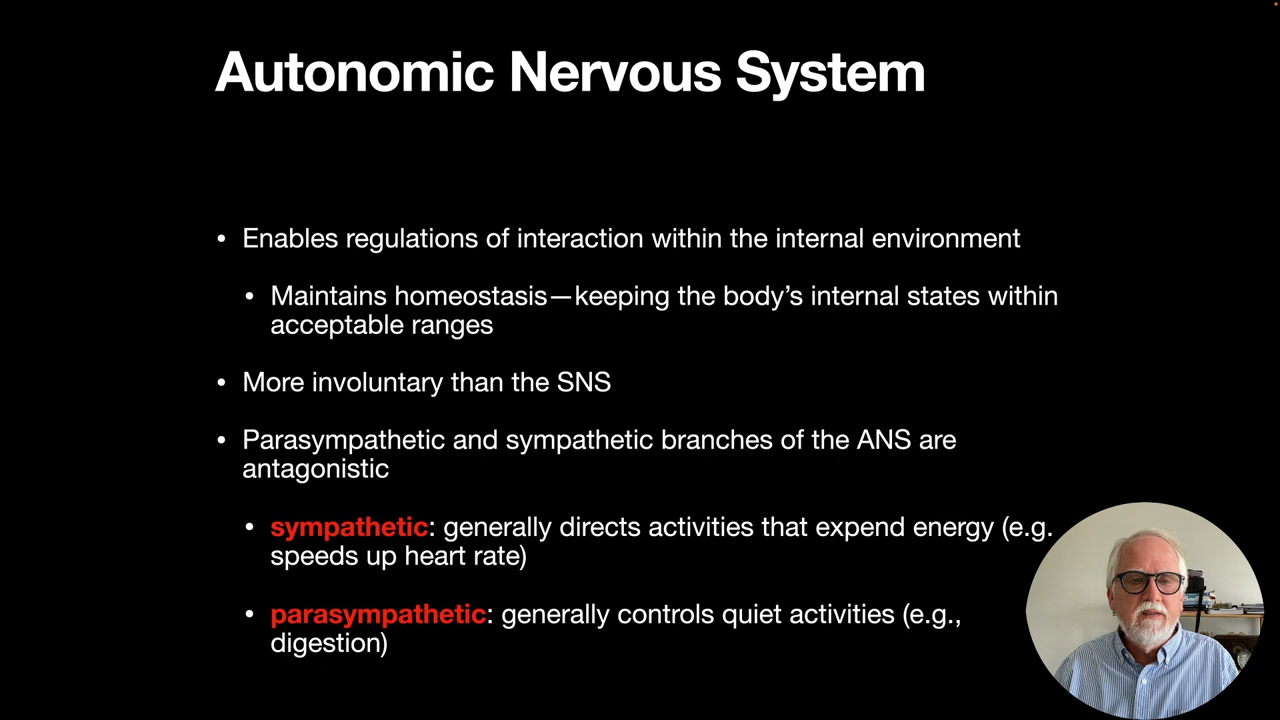 Autonomic Nervous System
• Enables regulations of interaction within the internal environment
• Maintains homeostasis—keeping the body’s internal states within
acceptable ranges
• More involuntary than the SNS
• Parasympathetic and sympathetic branches of the ANS are
antagonistic
• sympathetic: generally directs activities that expend energy (e.g.
speeds up heart rate)
• parasympathetic: generally controls quiet activities (e.g.,
digestion)